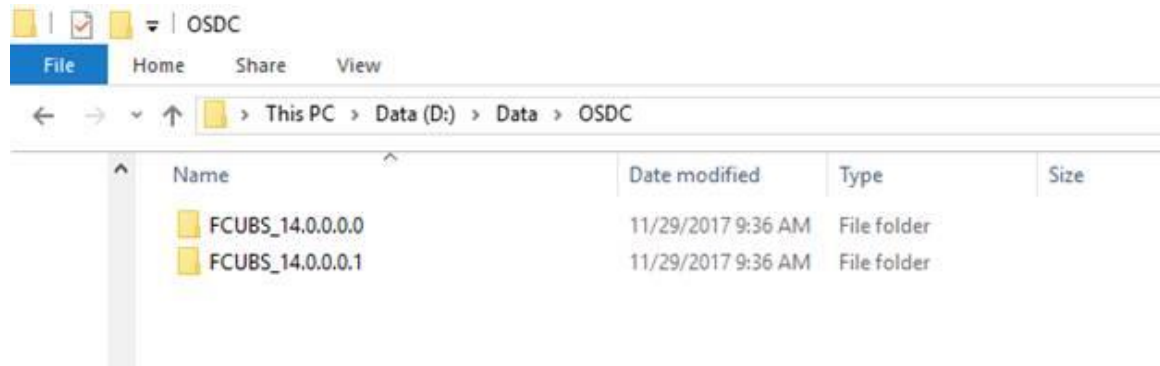 OSDC
File Home Share View
This PC > Data (D:) > Data > OSDC
Name Date modified Type Size
FCUBS_14.0.0.0.0 11/29/2017 9:36 AM File folder
FCUBS_14.0.0.0.1 11/29/2017 9:36 AM File folder